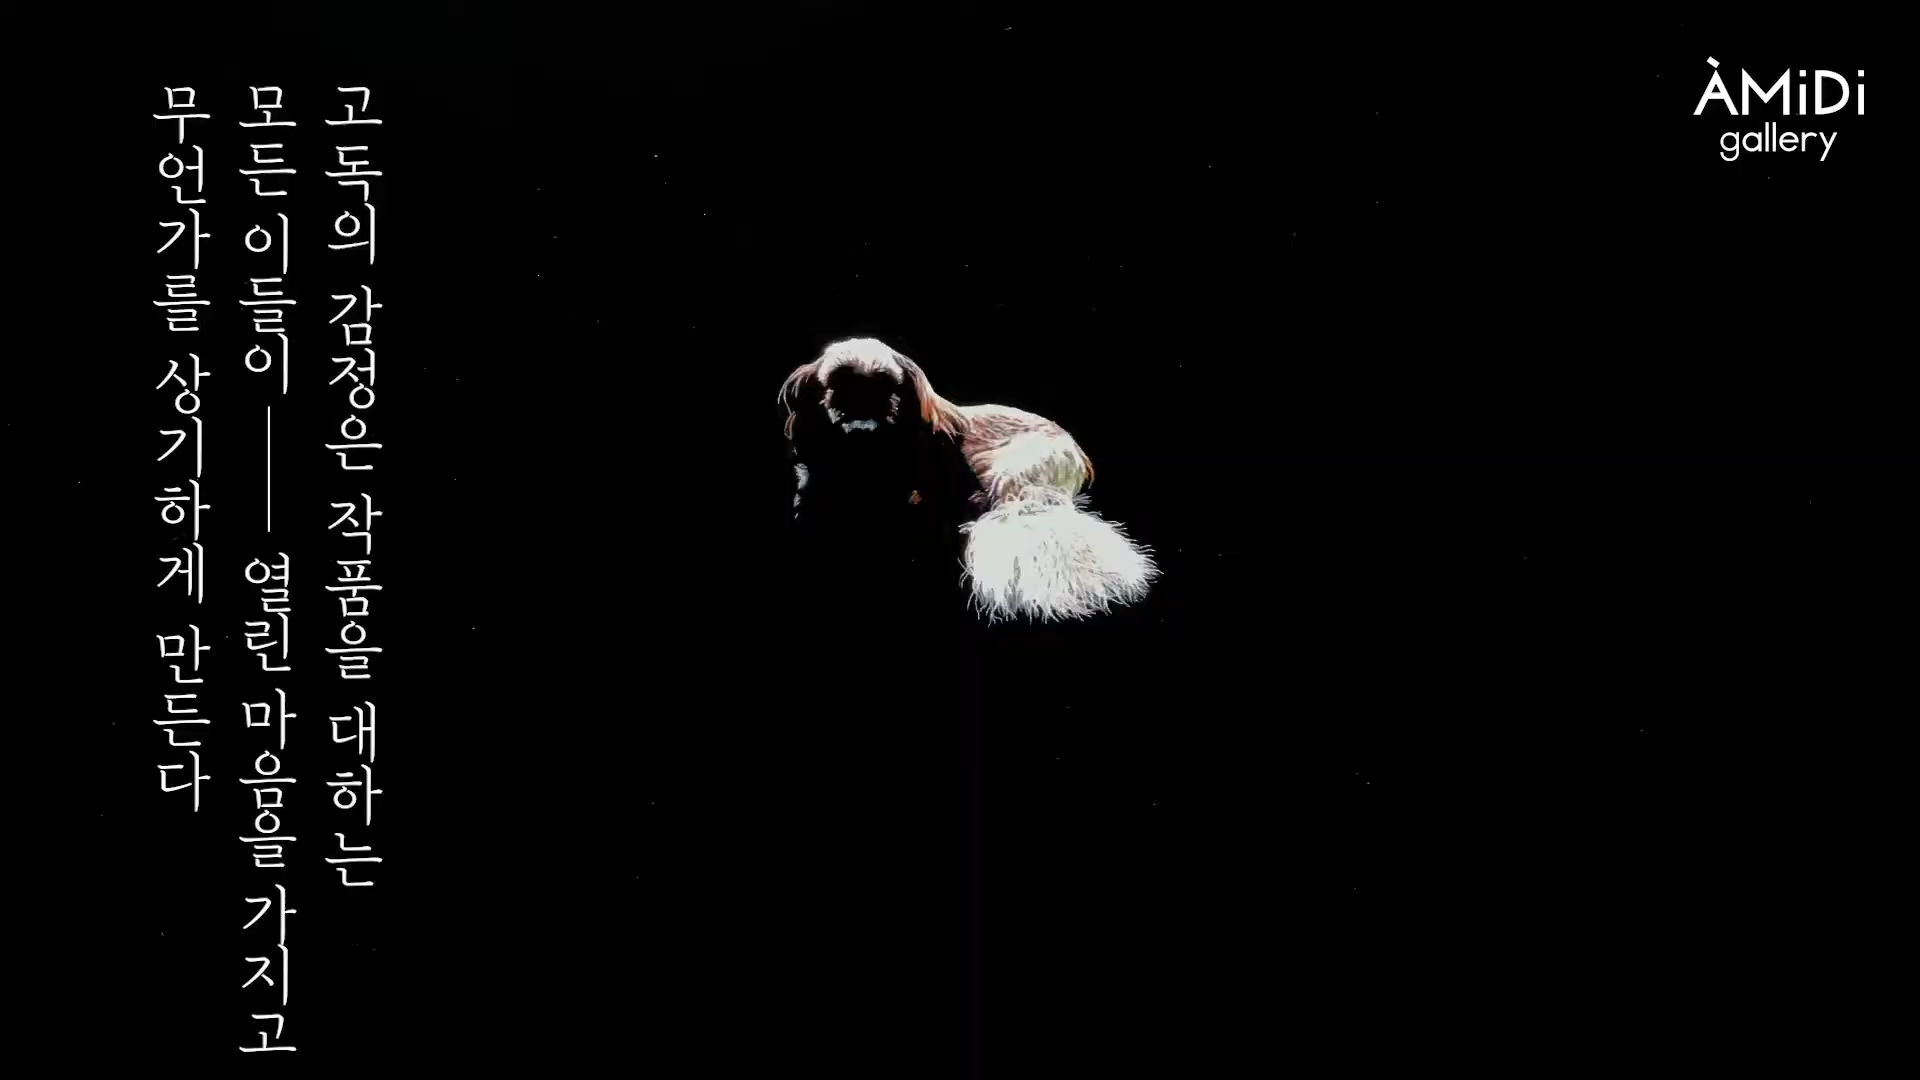 고독의 감정은 작품을 대하는
모든 이들이 ─ 열린 마음을 가지고
무언가를 상기하게 만든다
ÀMiDi
gallery